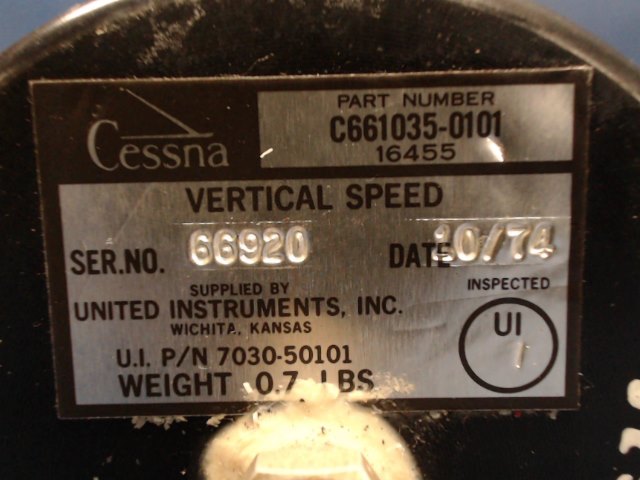 Cessna
PART NUMBER
C661035-0101
16455
VERTICAL SPEED
SER.NO. 66920 DATE 10/74
SUPPLIED BY
UNITED INSTRUMENTS, INC.
WICHITA, KANSAS
INSPECTED
UI
U.I. P/N 7030-50101
WEIGHT 0.7 LBS